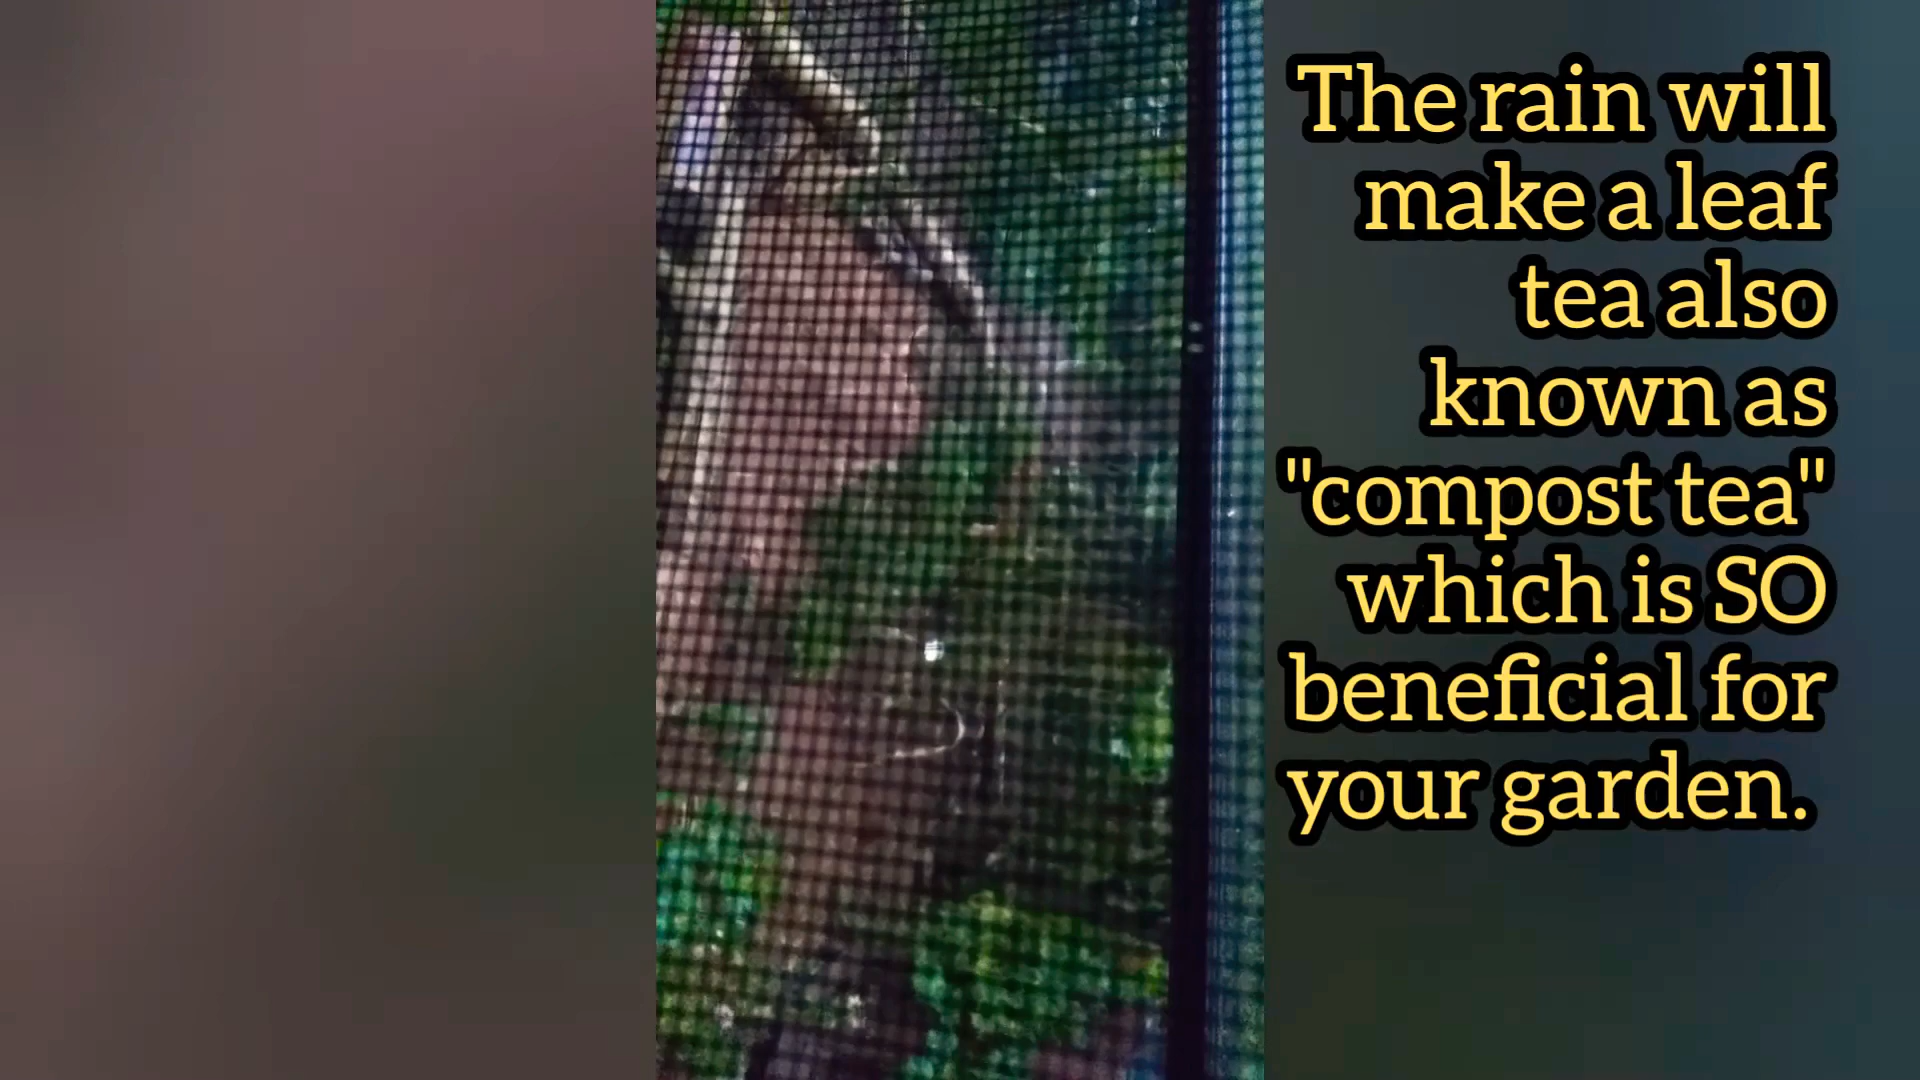 The rain will
make a leaf
tea also
known as
"compost tea"
which is SO
beneficial for
your garden.